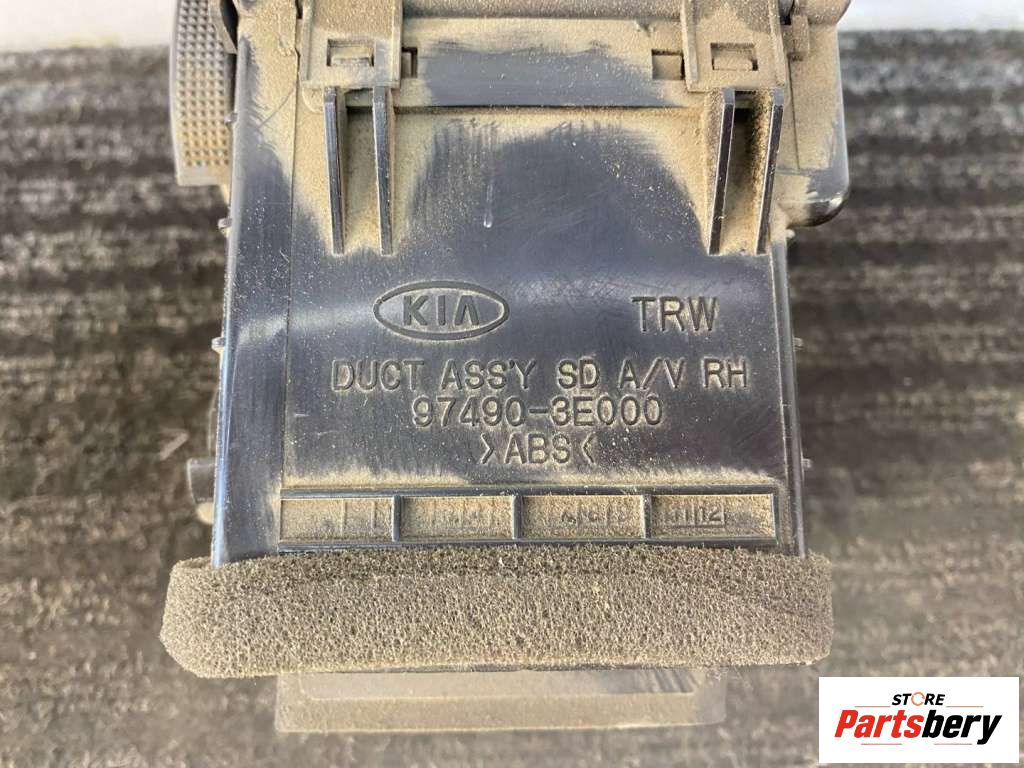 KIA TRW
DUCT ASS'Y SD A/V RH
97490-3E000
>ABS<
STORE
Partsbery